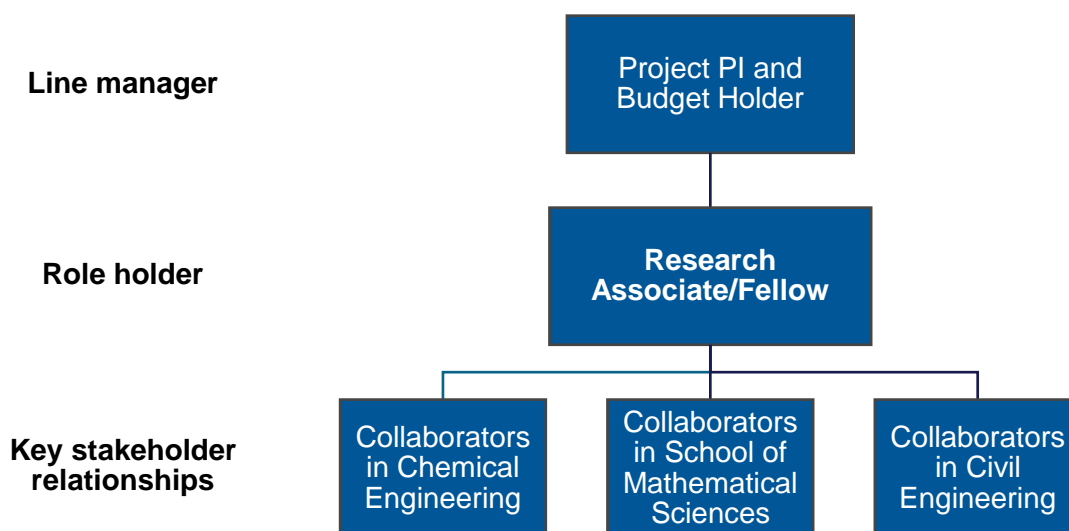 Line manager
Project PI and
Budget Holder
Role holder
Research
Associate/Fellow
Key stakeholder
relationships
Collaborators
in Chemical
Engineering
Collaborators
in School of
Mathematical
Sciences
Collaborators
in Civil
Engineering